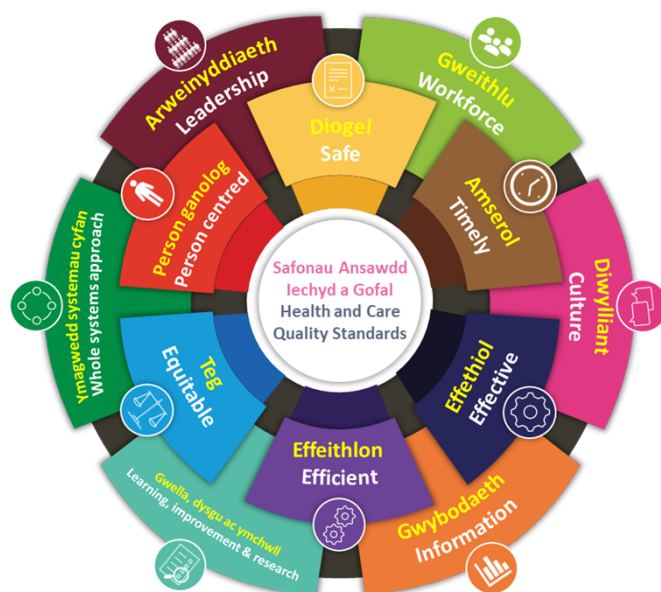 Safonau Ansawdd
Iechyd a Gofal
Health and Care
Quality Standards
Diogel
Safe
Amserol
Timely
Effethiol
Effective
Effeithlon
Efficient
Teg
Equitable
Person ganolog
Person centred
Arweinyddiaeth
Leadership
Gweithlu
Workforce
Diwylliant
Culture
Gwybodaeth
Information
Gwella, dysgu ac ymchwil
Learning, improvement & research
Ymagwedd systemau cyfan
Whole systems approach